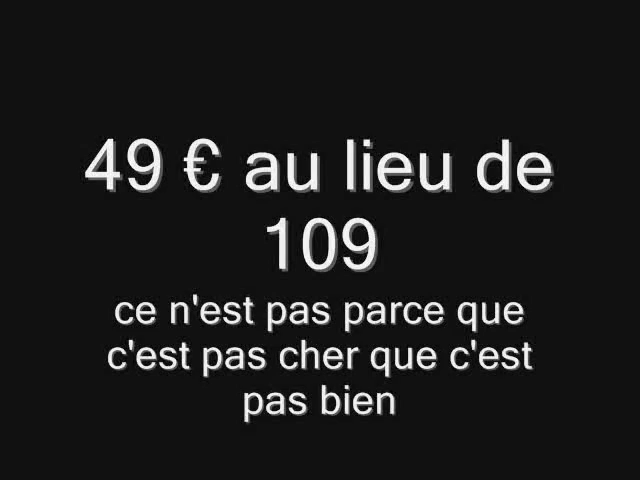 49 € au lieu de
109
ce n'est pas parce que
c'est pas cher que c'est
pas bien